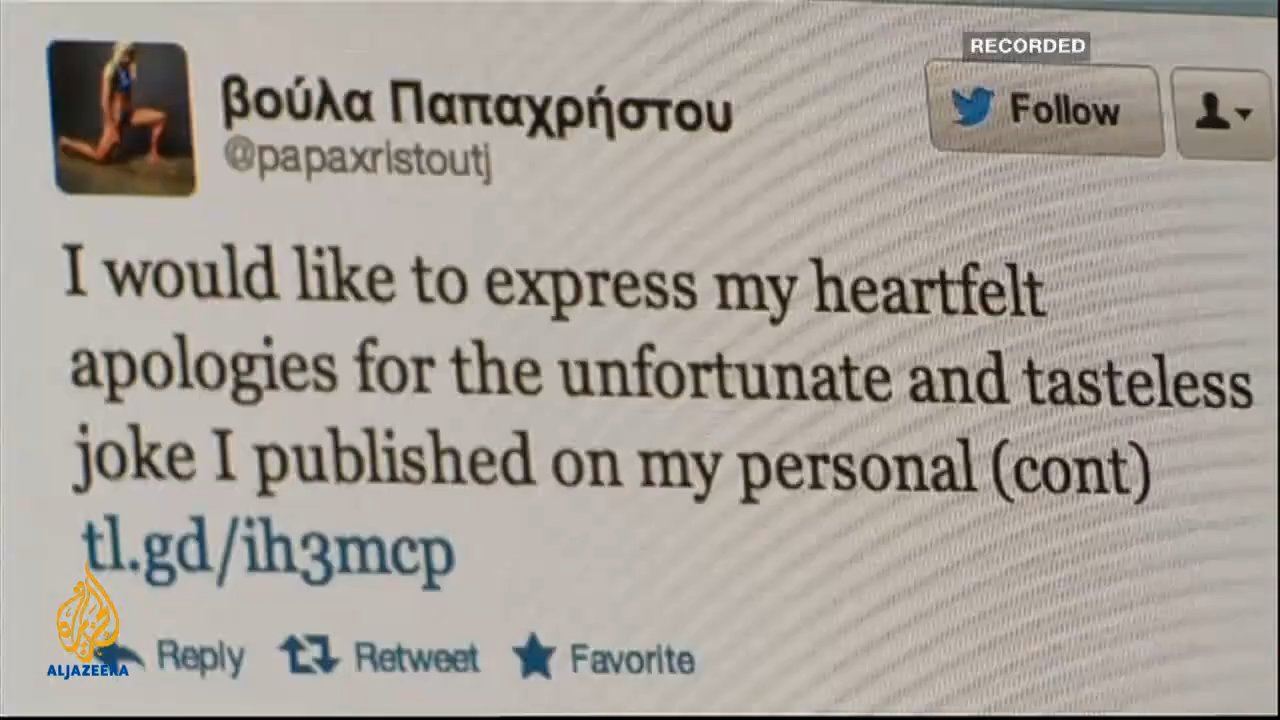 RECORDED
βούλα Παπαχρήστου
@papaxristoutj
Follow
I would like to express my heartfelt
apologies for the unfortunate and tasteless
joke I published on my personal (cont)
tl.gd/ih3mcp
Reply Retweet Favorite
ALJAZEERA